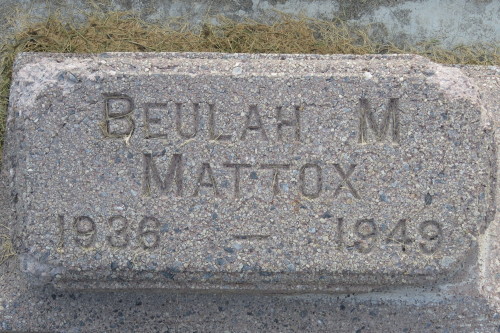 BEULAH M
MATTOX
1936 — 1949